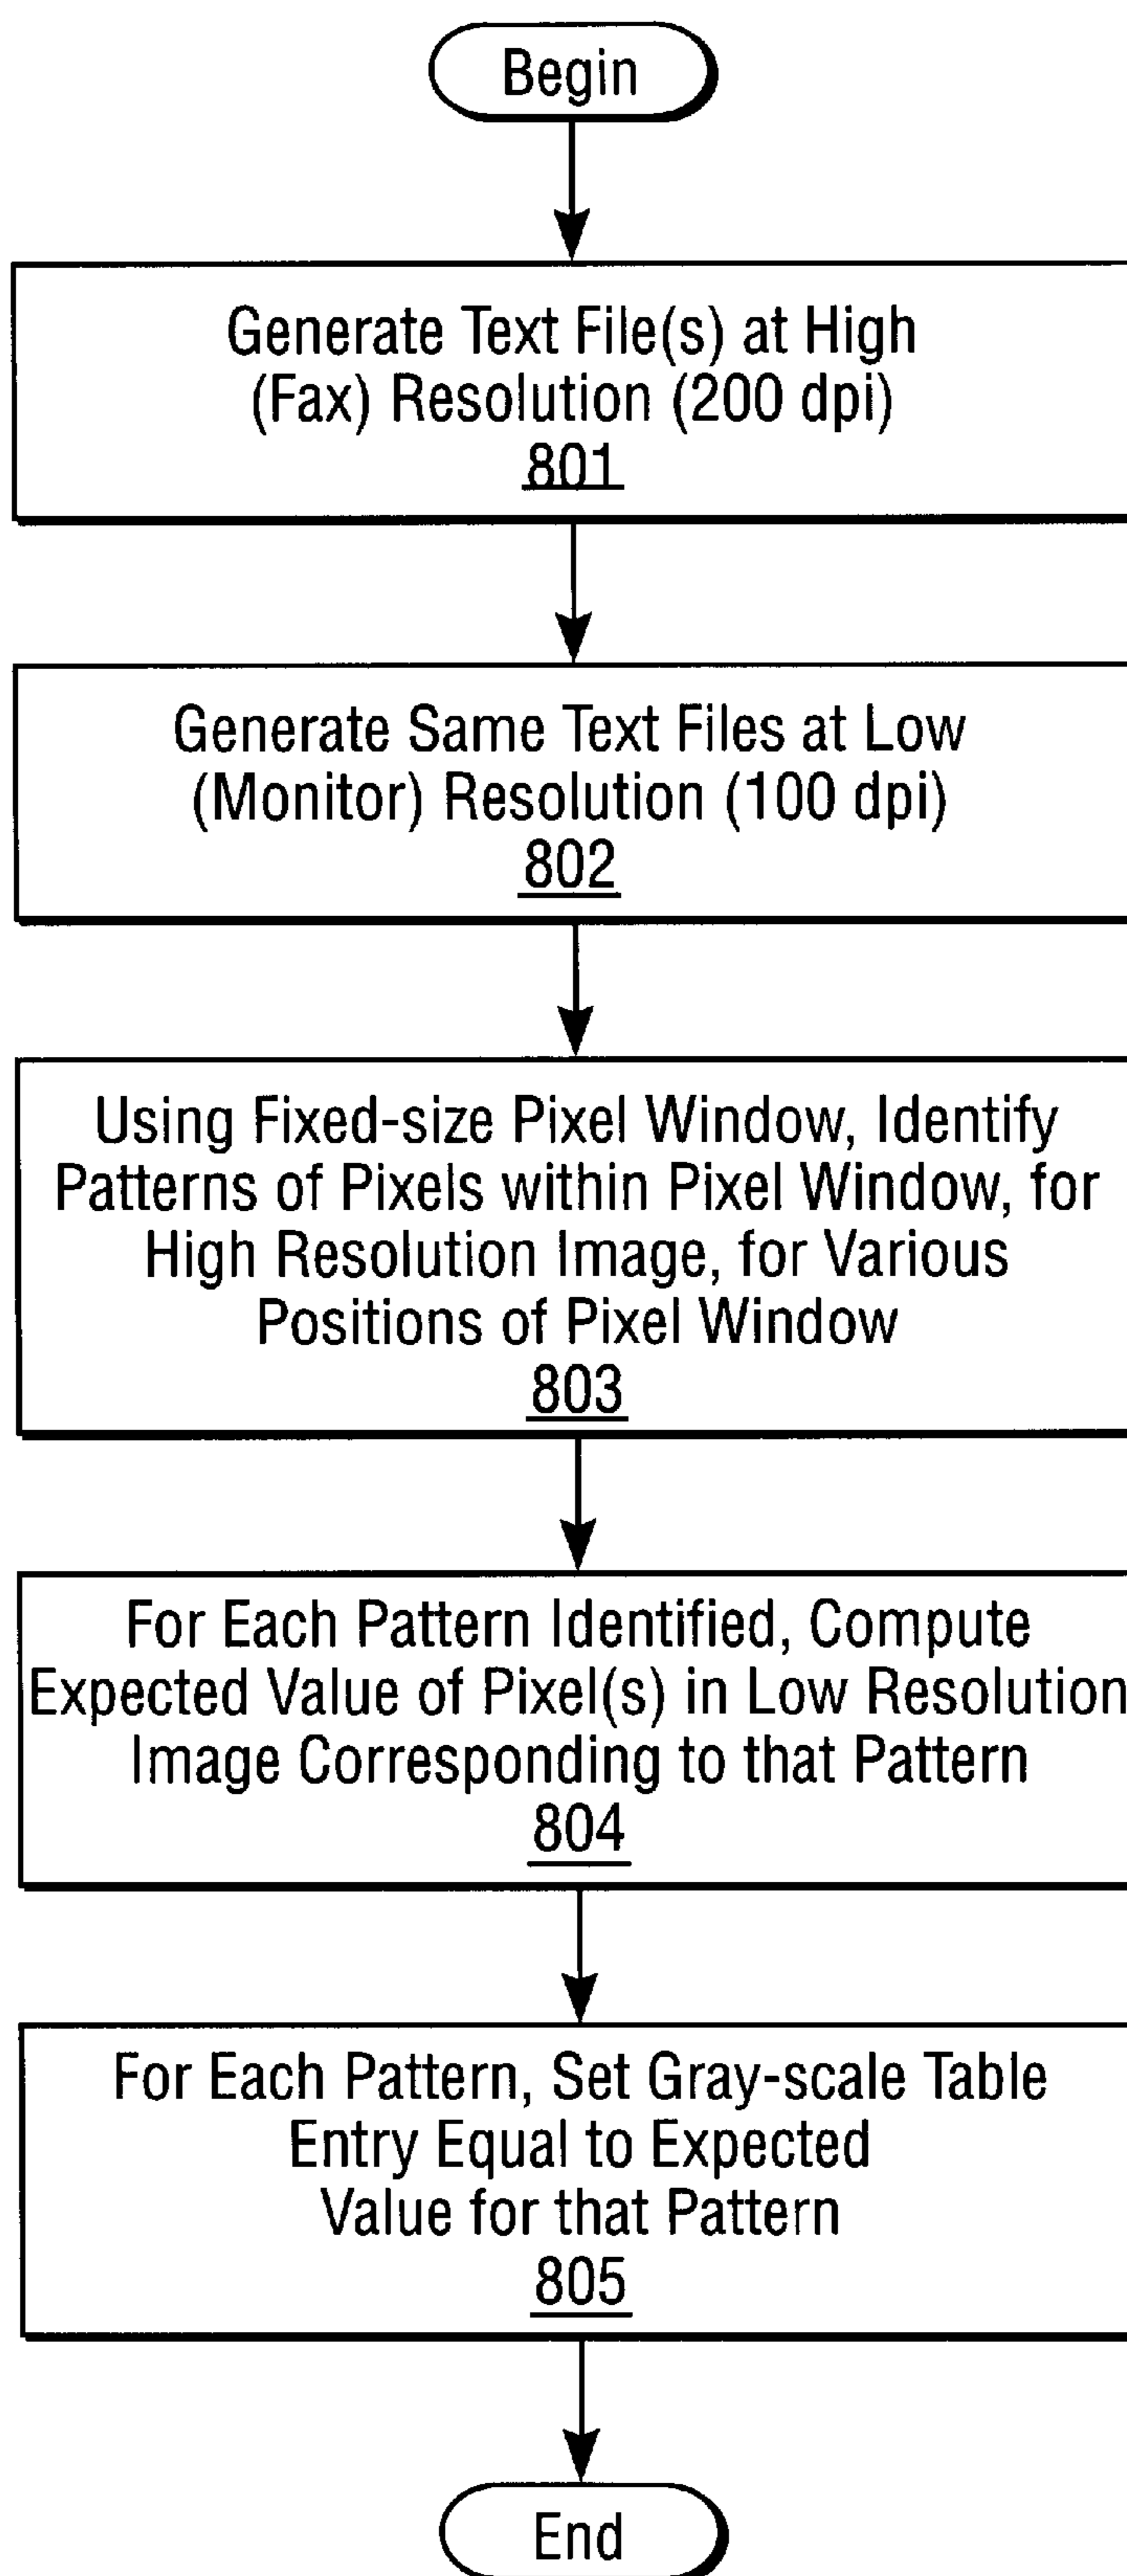 Begin
Generate Text File(s) at High
(Fax) Resolution (200 dpi)
801
Generate Same Text Files at Low
(Monitor) Resolution (100 dpi)
802
Using Fixed-size Pixel Window, Identify
Patterns of Pixels within Pixel Window, for
High Resolution Image, for Various
Positions of Pixel Window
803
For Each Pattern Identified, Compute
Expected Value of Pixel(s) in Low Resolution
Image Corresponding to that Pattern
804
For Each Pattern, Set Gray-scale Table
Entry Equal to Expected
Value for that Pattern
805
End